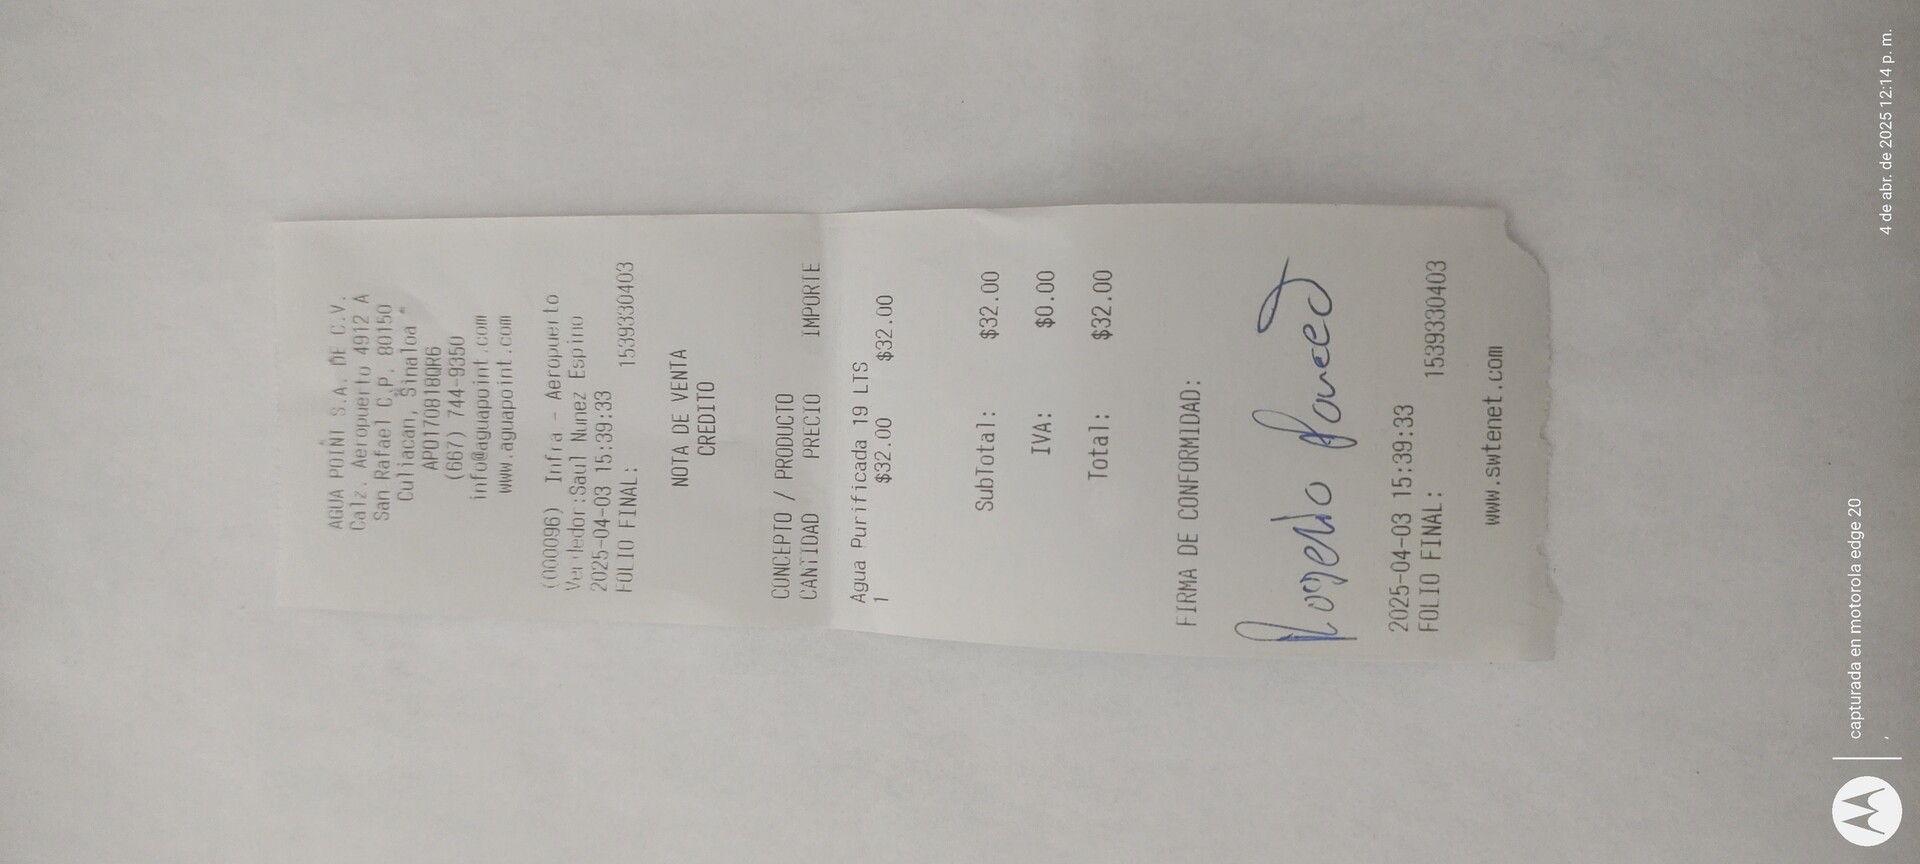 AGUA POINT S.A. DE C.V.
Calz. Aeropuerto 4912 A
San Rafael C.P. 80150
Culiacan, Sinaloa
APO170818QR6
(667) 744-9350
info@aguapoint.com
www.aguapoint.com
(000096) Infra - Aeropuerto
Vendedor:Saul Nunez Espino
2025-04-03 15:39:33
FOLIO FINAL: 1539330403
NOTA DE VENTA
CREDITO
CONCEPTO / PRODUCTO
CANTIDAD PRECIO IMPORTE
Agua Purificada 19 LTS
1 $32.00 $32.00
SubTotal: $32.00
IVA: $0.00
Total: $32.00
FIRMA DE CONFORMIDAD:
2025-04-03 15:39:33
FOLIO FINAL: 1539330403
www.swtenet.com
capturada en motorola edge 20
4 de abr. de 2025 12:14 p. m.